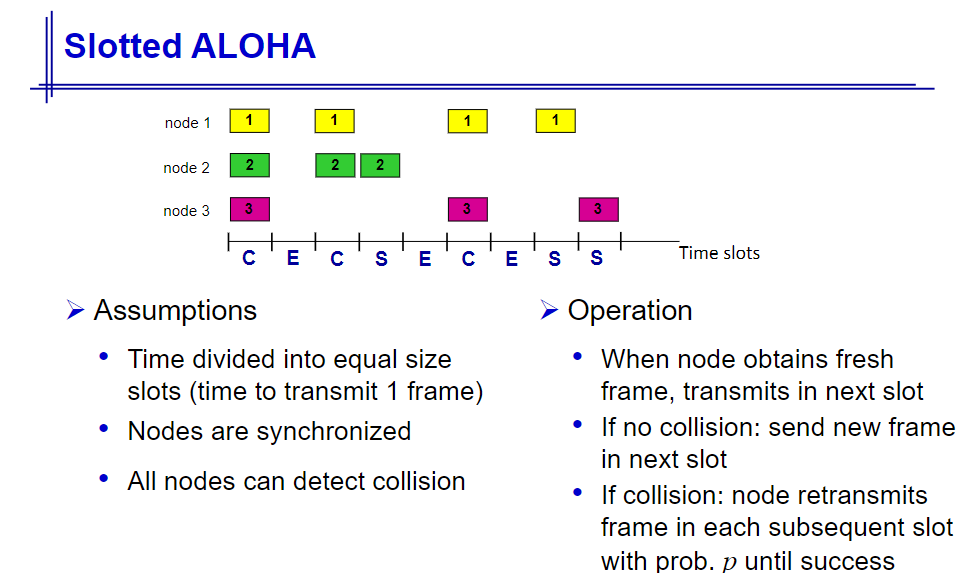 Slotted ALOHA
node 1 1 1 1 1
node 2 2 2 2
node 3 3 3 3
C E C S E C E S S
Time slots
Assumptions
Time divided into equal size
slots (time to transmit 1 frame)
Nodes are synchronized
All nodes can detect collision
Operation
When node obtains fresh
frame, transmits in next slot
If no collision: send new frame
in next slot
If collision: node retransmits
frame in each subsequent slot
with prob. p until success